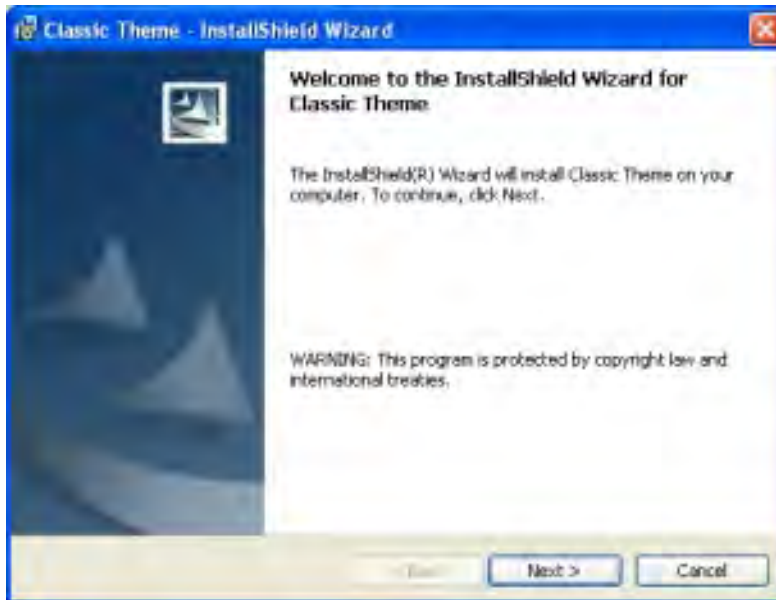 Classic Theme - InstallShield Wizard
Welcome to the InstallShield Wizard for
Classic Theme
The InstallShield(R) Wizard will install Classic Theme on your
computer. To continue, click Next.
WARNING: This program is protected by copyright law and
international treaties.
Next >
Cancel